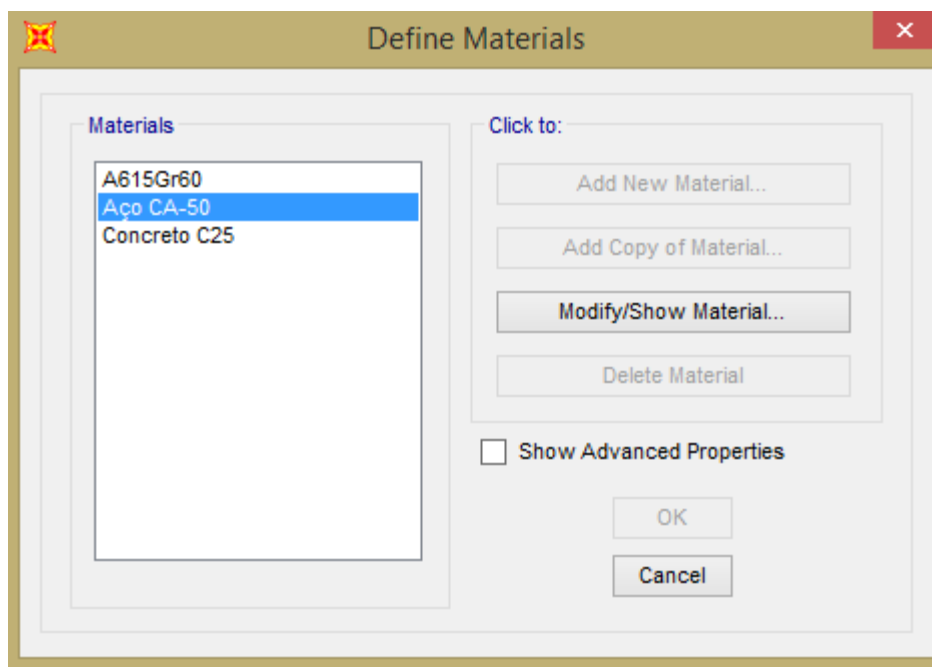 Define Materials
Materials
A615Gr60
Aço CA-50
Concreto C25
Click to:
Add New Material...
Add Copy of Material...
Modify/Show Material...
Delete Material
Show Advanced Properties
OK
Cancel